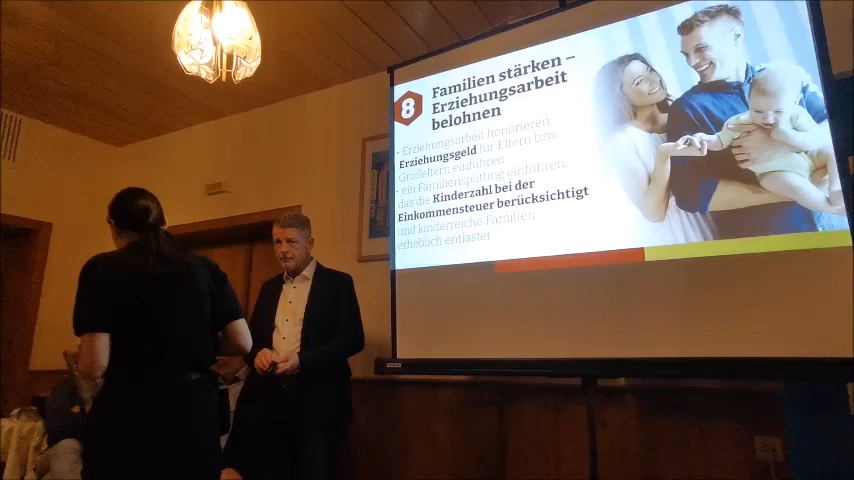 8
Familien stärken –
Erziehungsarbeit
belohnen
• Erziehungsarbeit honorieren
Erziehungsgeld für Eltern bzw.
Großeltern einführen
• ein Familiensplitting einführen,
das die Kinderzahl bei der
Einkommensteuer berücksichtigt
und kinderreiche Familien
erheblich entlastet